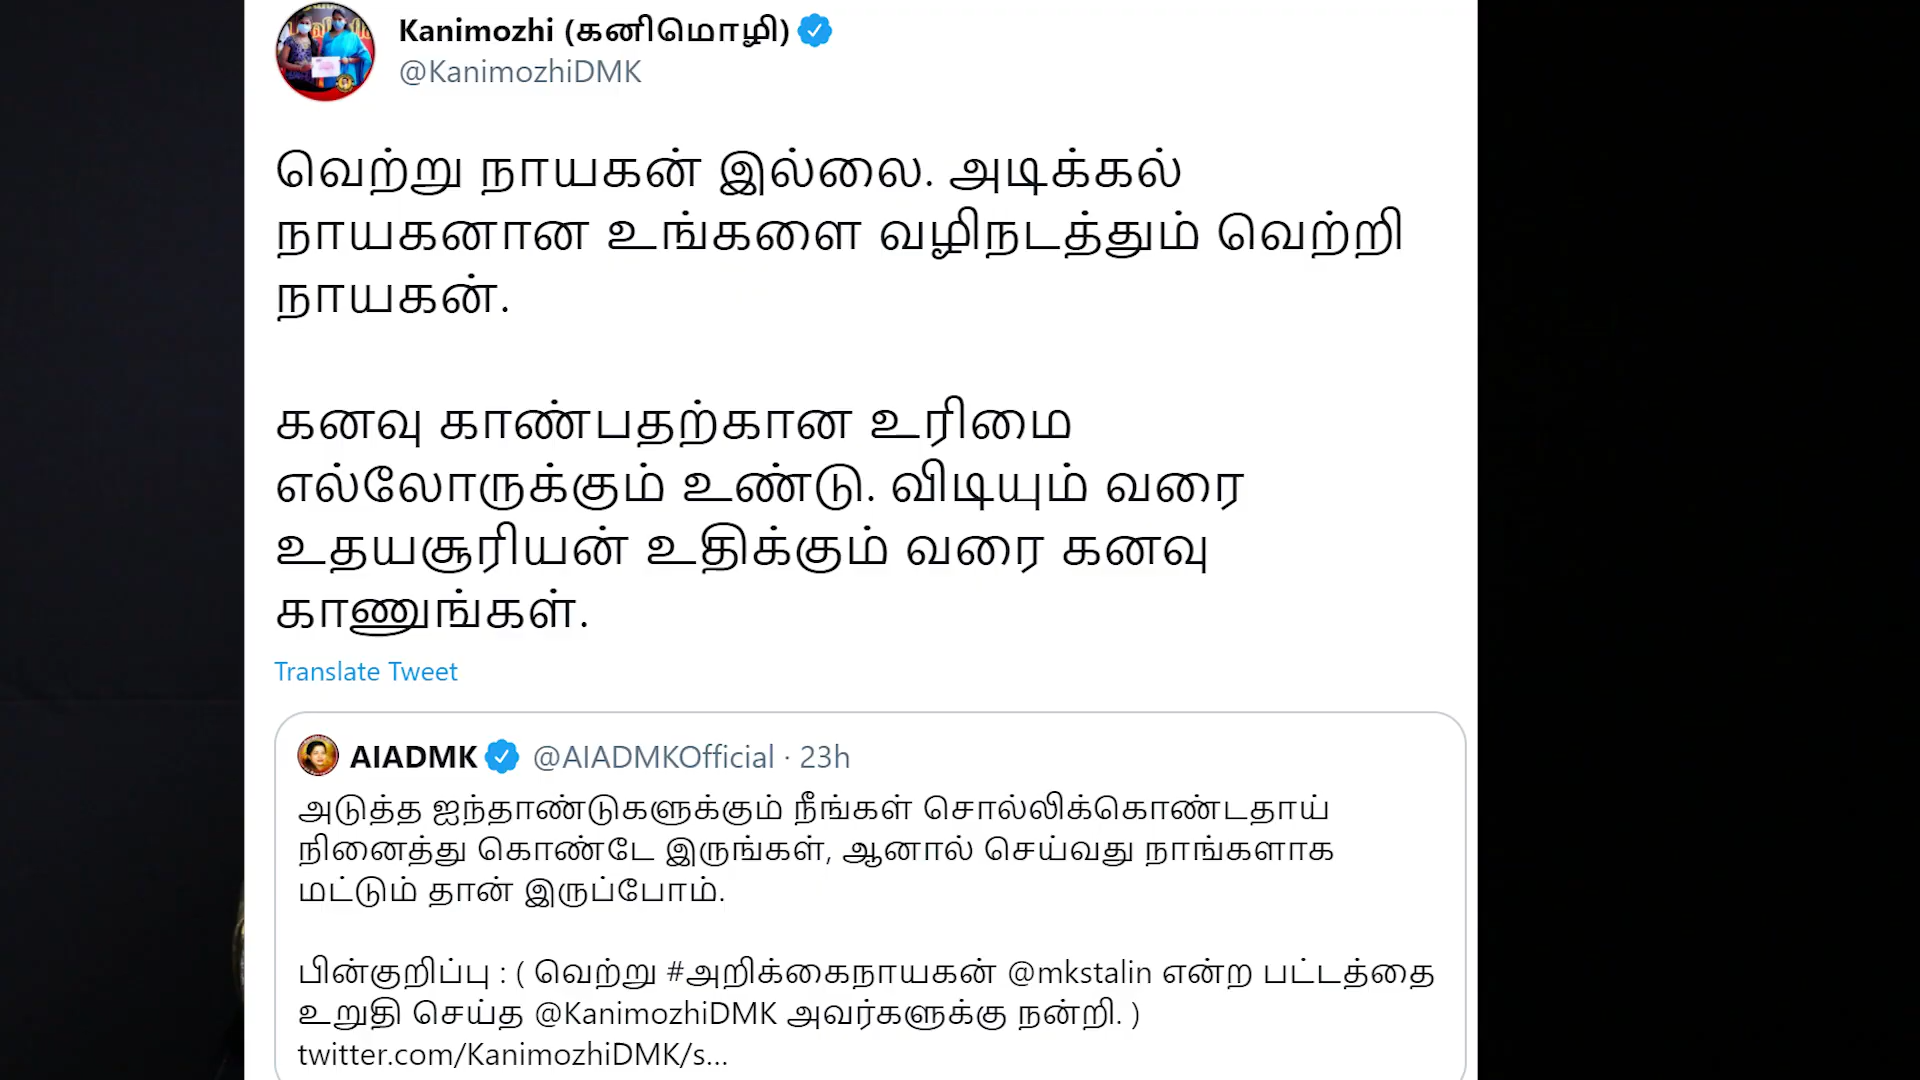 Kanimozhi (கனிமொழி)
@KanimozhiDMK
வெற்று நாயகன் இல்லை. அடிக்கல்
நாயகனான உங்களை வழிநடத்தும் வெற்றி
நாயகன்.
கனவு காண்பதற்கான உரிமை
எல்லோருக்கும் உண்டு. விடியும் வரை
உதயசூரியன் உதிக்கும் வரை கனவு
காணுங்கள்.
Translate Tweet
AIADMK @AIADMKOfficial · 23h
அடுத்த ஐந்தாண்டுகளுக்கும் நீங்கள் சொல்லிக்கொண்டதாய்
நினைத்து கொண்டே இருங்கள், ஆனால் செய்வது நாங்களாக
மட்டும் தான் இருப்போம்.
பின்குறிப்பு : ( வெற்று #அறிக்கைநாயகன் @mkstalin என்ற பட்டத்தை
உறுதி செய்த @KanimozhiDMK அவர்களுக்கு நன்றி. )
twitter.com/KanimozhiDMK/s...